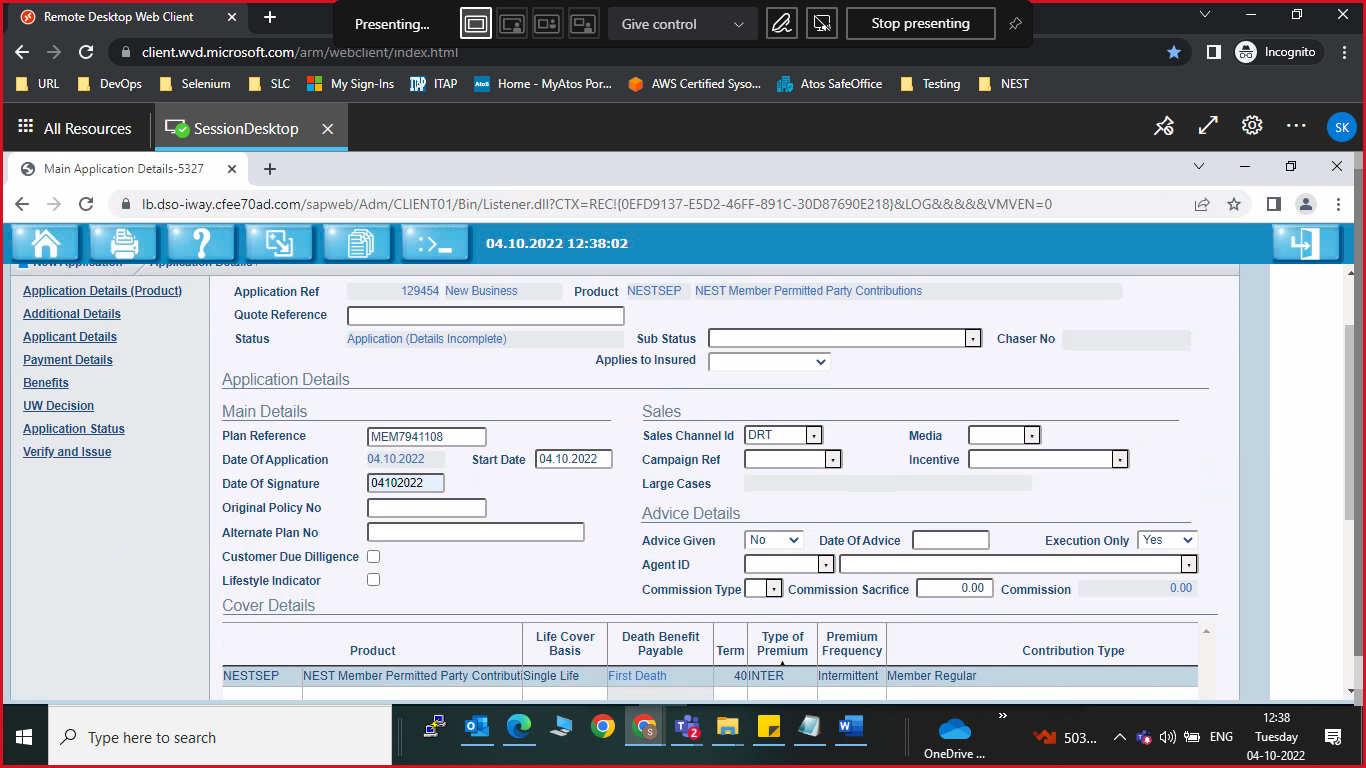 Remote Desktop Web Client
Presenting...
Give control
Stop presenting
client.wvd.microsoft.com/arm/webclient/index.html
Incognito
URL DevOps Selenium SLC My Sign-Ins ITAP Home - MyAtos Por... AWS Certified Syso... Atos SafeOffice Testing NEST
All Resources SessionDesktop SK
Main Application Details-5327
lb.dso-iway.cfee70ad.com/sapweb/Adm/CLIENT01/Bin/Listener.dll?CTX=REC!{0EFD9137-E5D2-46FF-891C-30D87690E218}&LOG&&&&&VMVEN=0
04.10.2022 12:38:02
New Application Application Details
Application Details (Product)
Additional Details
Applicant Details
Payment Details
Benefits
UW Decision
Application Status
Verify and Issue
Application Ref 129454 New Business Product NESTSEP NEST Member Permitted Party Contributions
Quote Reference
Status Application (Details Incomplete) Sub Status Chaser No
Applies to Insured
Application Details
Main Details
Plan Reference MEM7941108
Date Of Application 04.10.2022 Start Date 04.10.2022
Date Of Signature 04102022
Original Policy No
Alternate Plan No
Customer Due Dilligence
Lifestyle Indicator
Sales
Sales Channel Id DRT Media
Campaign Ref Incentive
Large Cases
Advice Details
Advice Given No Date Of Advice Execution Only Yes
Agent ID
Commission Type Commission Sacrifice 0.00 Commission 0.00
Cover Details
Product Life Cover Basis Death Benefit Payable Term Type of Premium Premium Frequency Contribution Type
NESTSEP NEST Member Permitted Party Contributi Single Life First Death 40 INTER Intermittent Member Regular
Type here to search
OneDrive ...
503...
ENG
12:38
Tuesday
04-10-2022